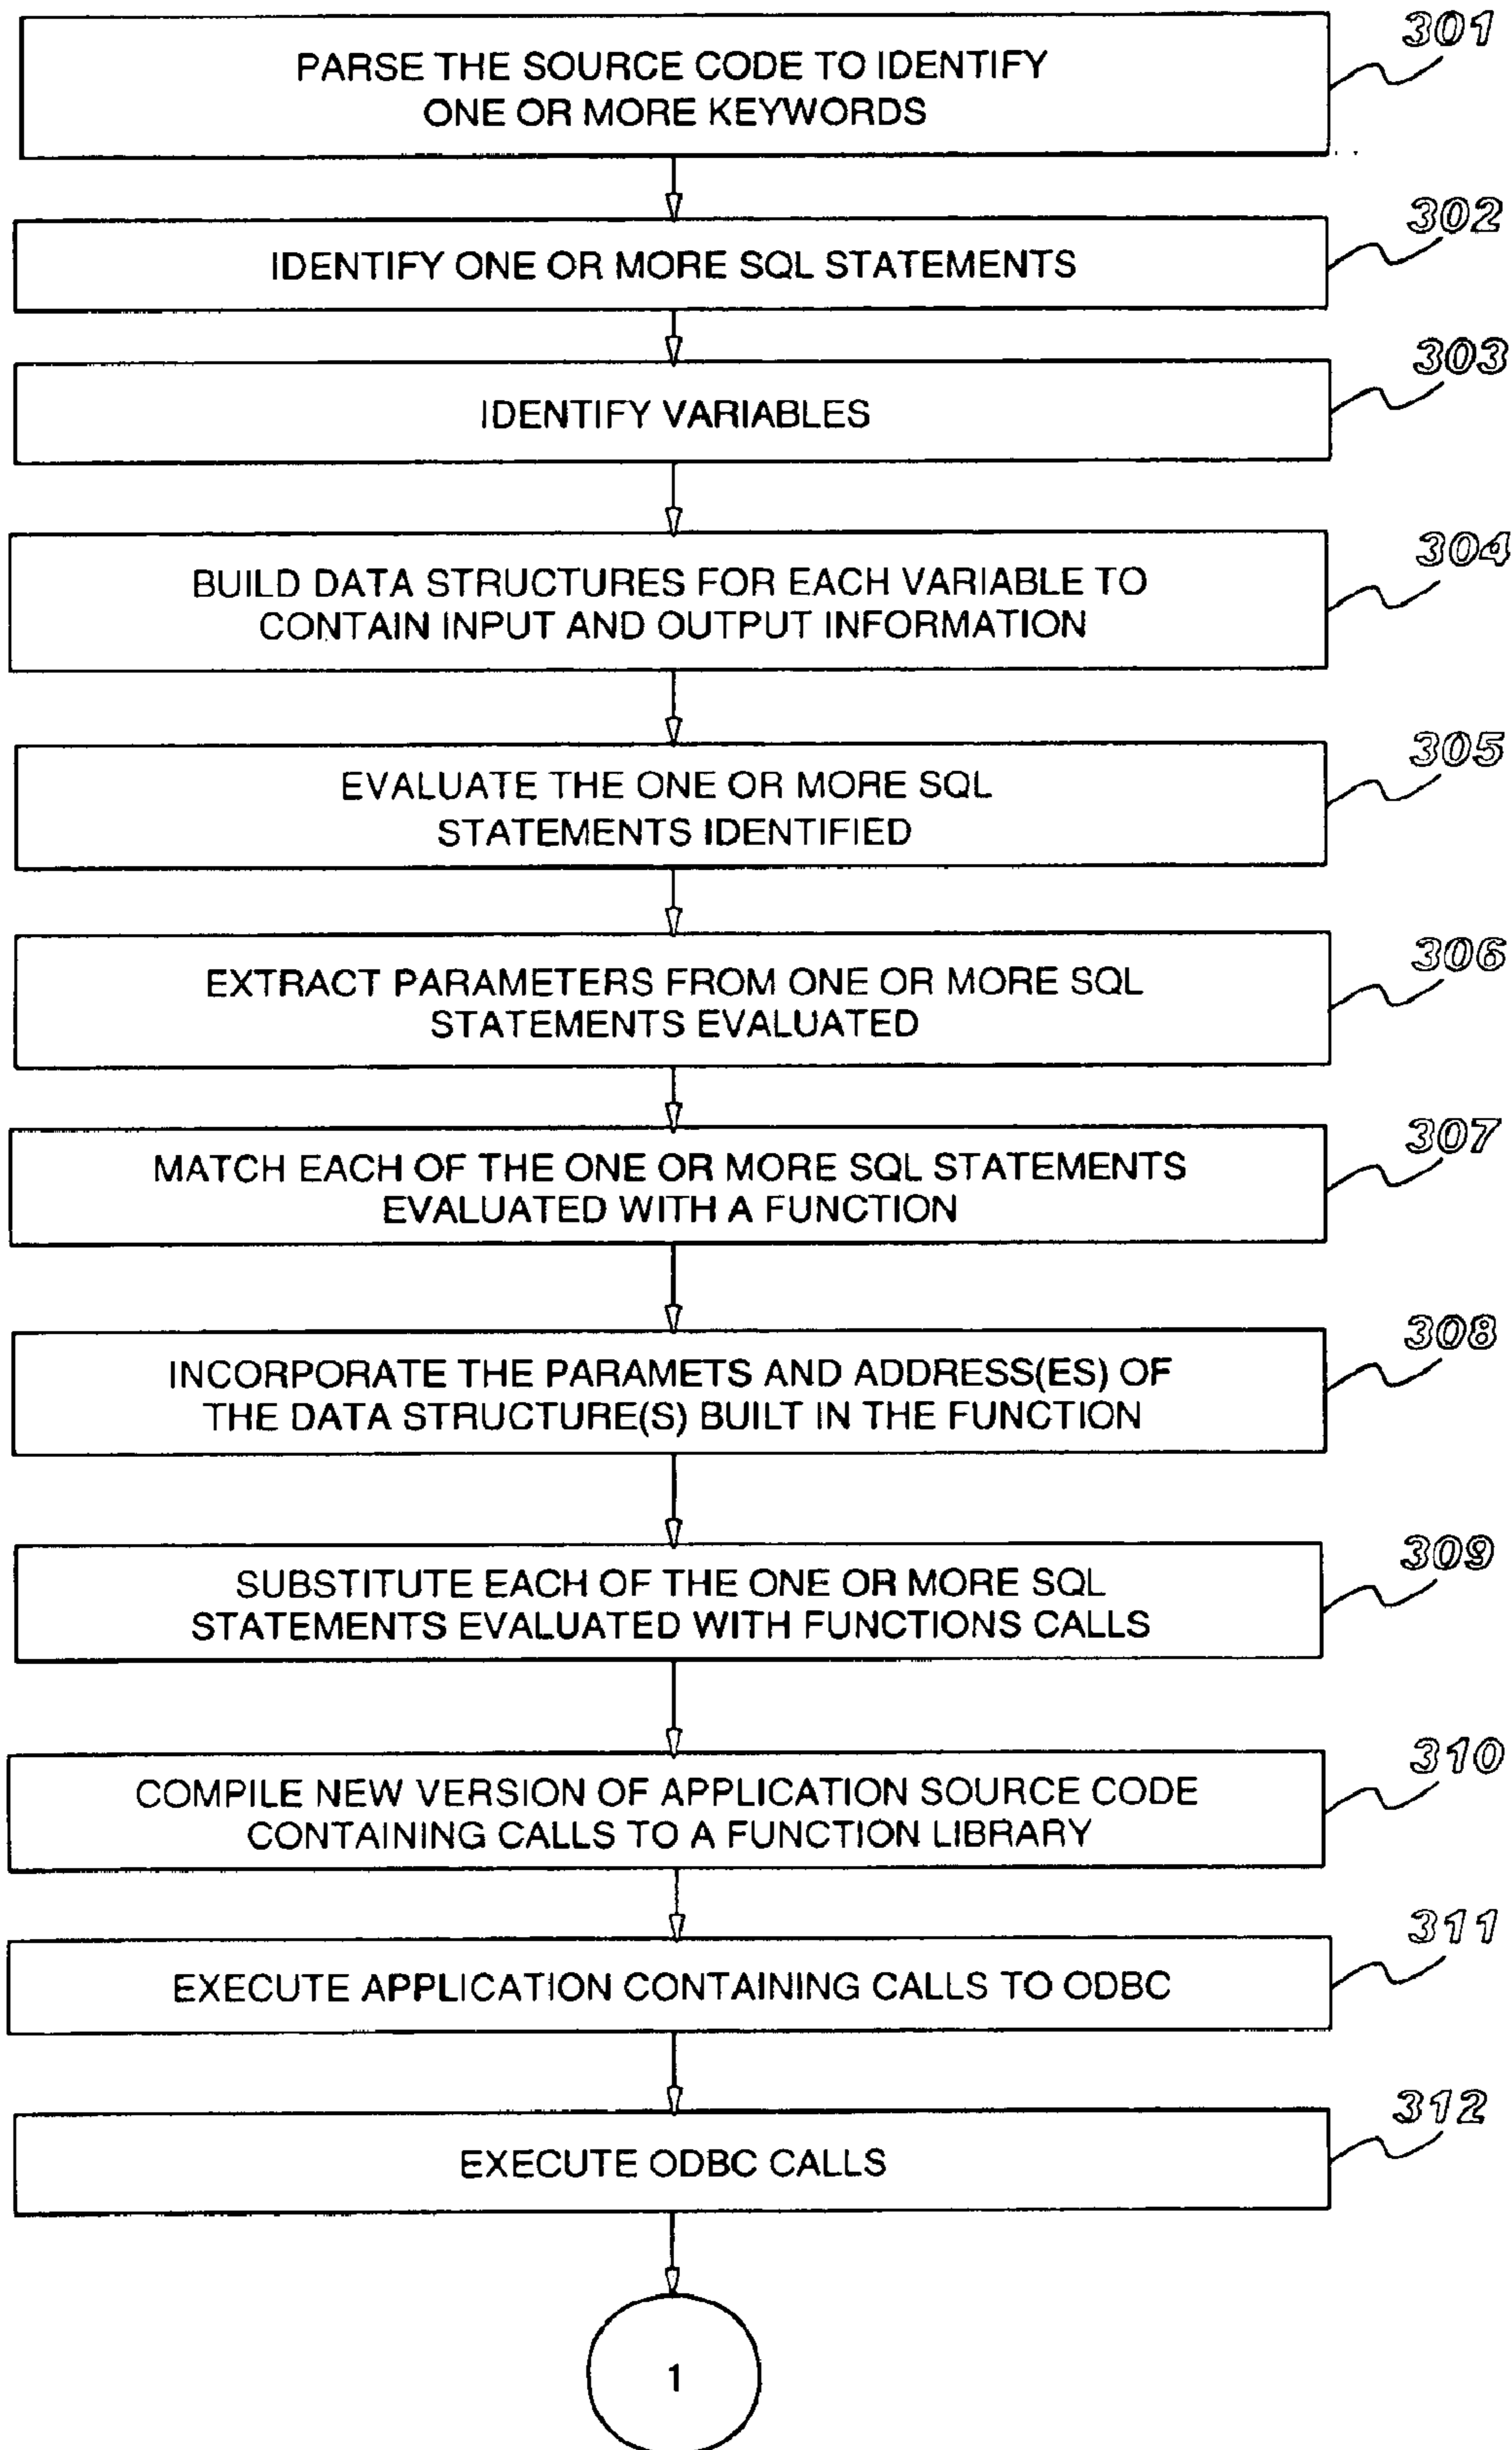 301
PARSE THE SOURCE CODE TO IDENTIFY
ONE OR MORE KEYWORDS
302
IDENTIFY ONE OR MORE SQL STATEMENTS
303
IDENTIFY VARIABLES
304
BUILD DATA STRUCTURES FOR EACH VARIABLE TO
CONTAIN INPUT AND OUTPUT INFORMATION
305
EVALUATE THE ONE OR MORE SQL
STATEMENTS IDENTIFIED
306
EXTRACT PARAMETERS FROM ONE OR MORE SQL
STATEMENTS EVALUATED
307
MATCH EACH OF THE ONE OR MORE SQL STATEMENTS
EVALUATED WITH A FUNCTION
308
INCORPORATE THE PARAMETS AND ADDRESS(ES) OF
THE DATA STRUCTURE(S) BUILT IN THE FUNCTION
309
SUBSTITUTE EACH OF THE ONE OR MORE SQL
STATEMENTS EVALUATED WITH FUNCTIONS CALLS
310
COMPILE NEW VERSION OF APPLICATION SOURCE CODE
CONTAINING CALLS TO A FUNCTION LIBRARY
311
EXECUTE APPLICATION CONTAINING CALLS TO ODBC
312
EXECUTE ODBC CALLS
1